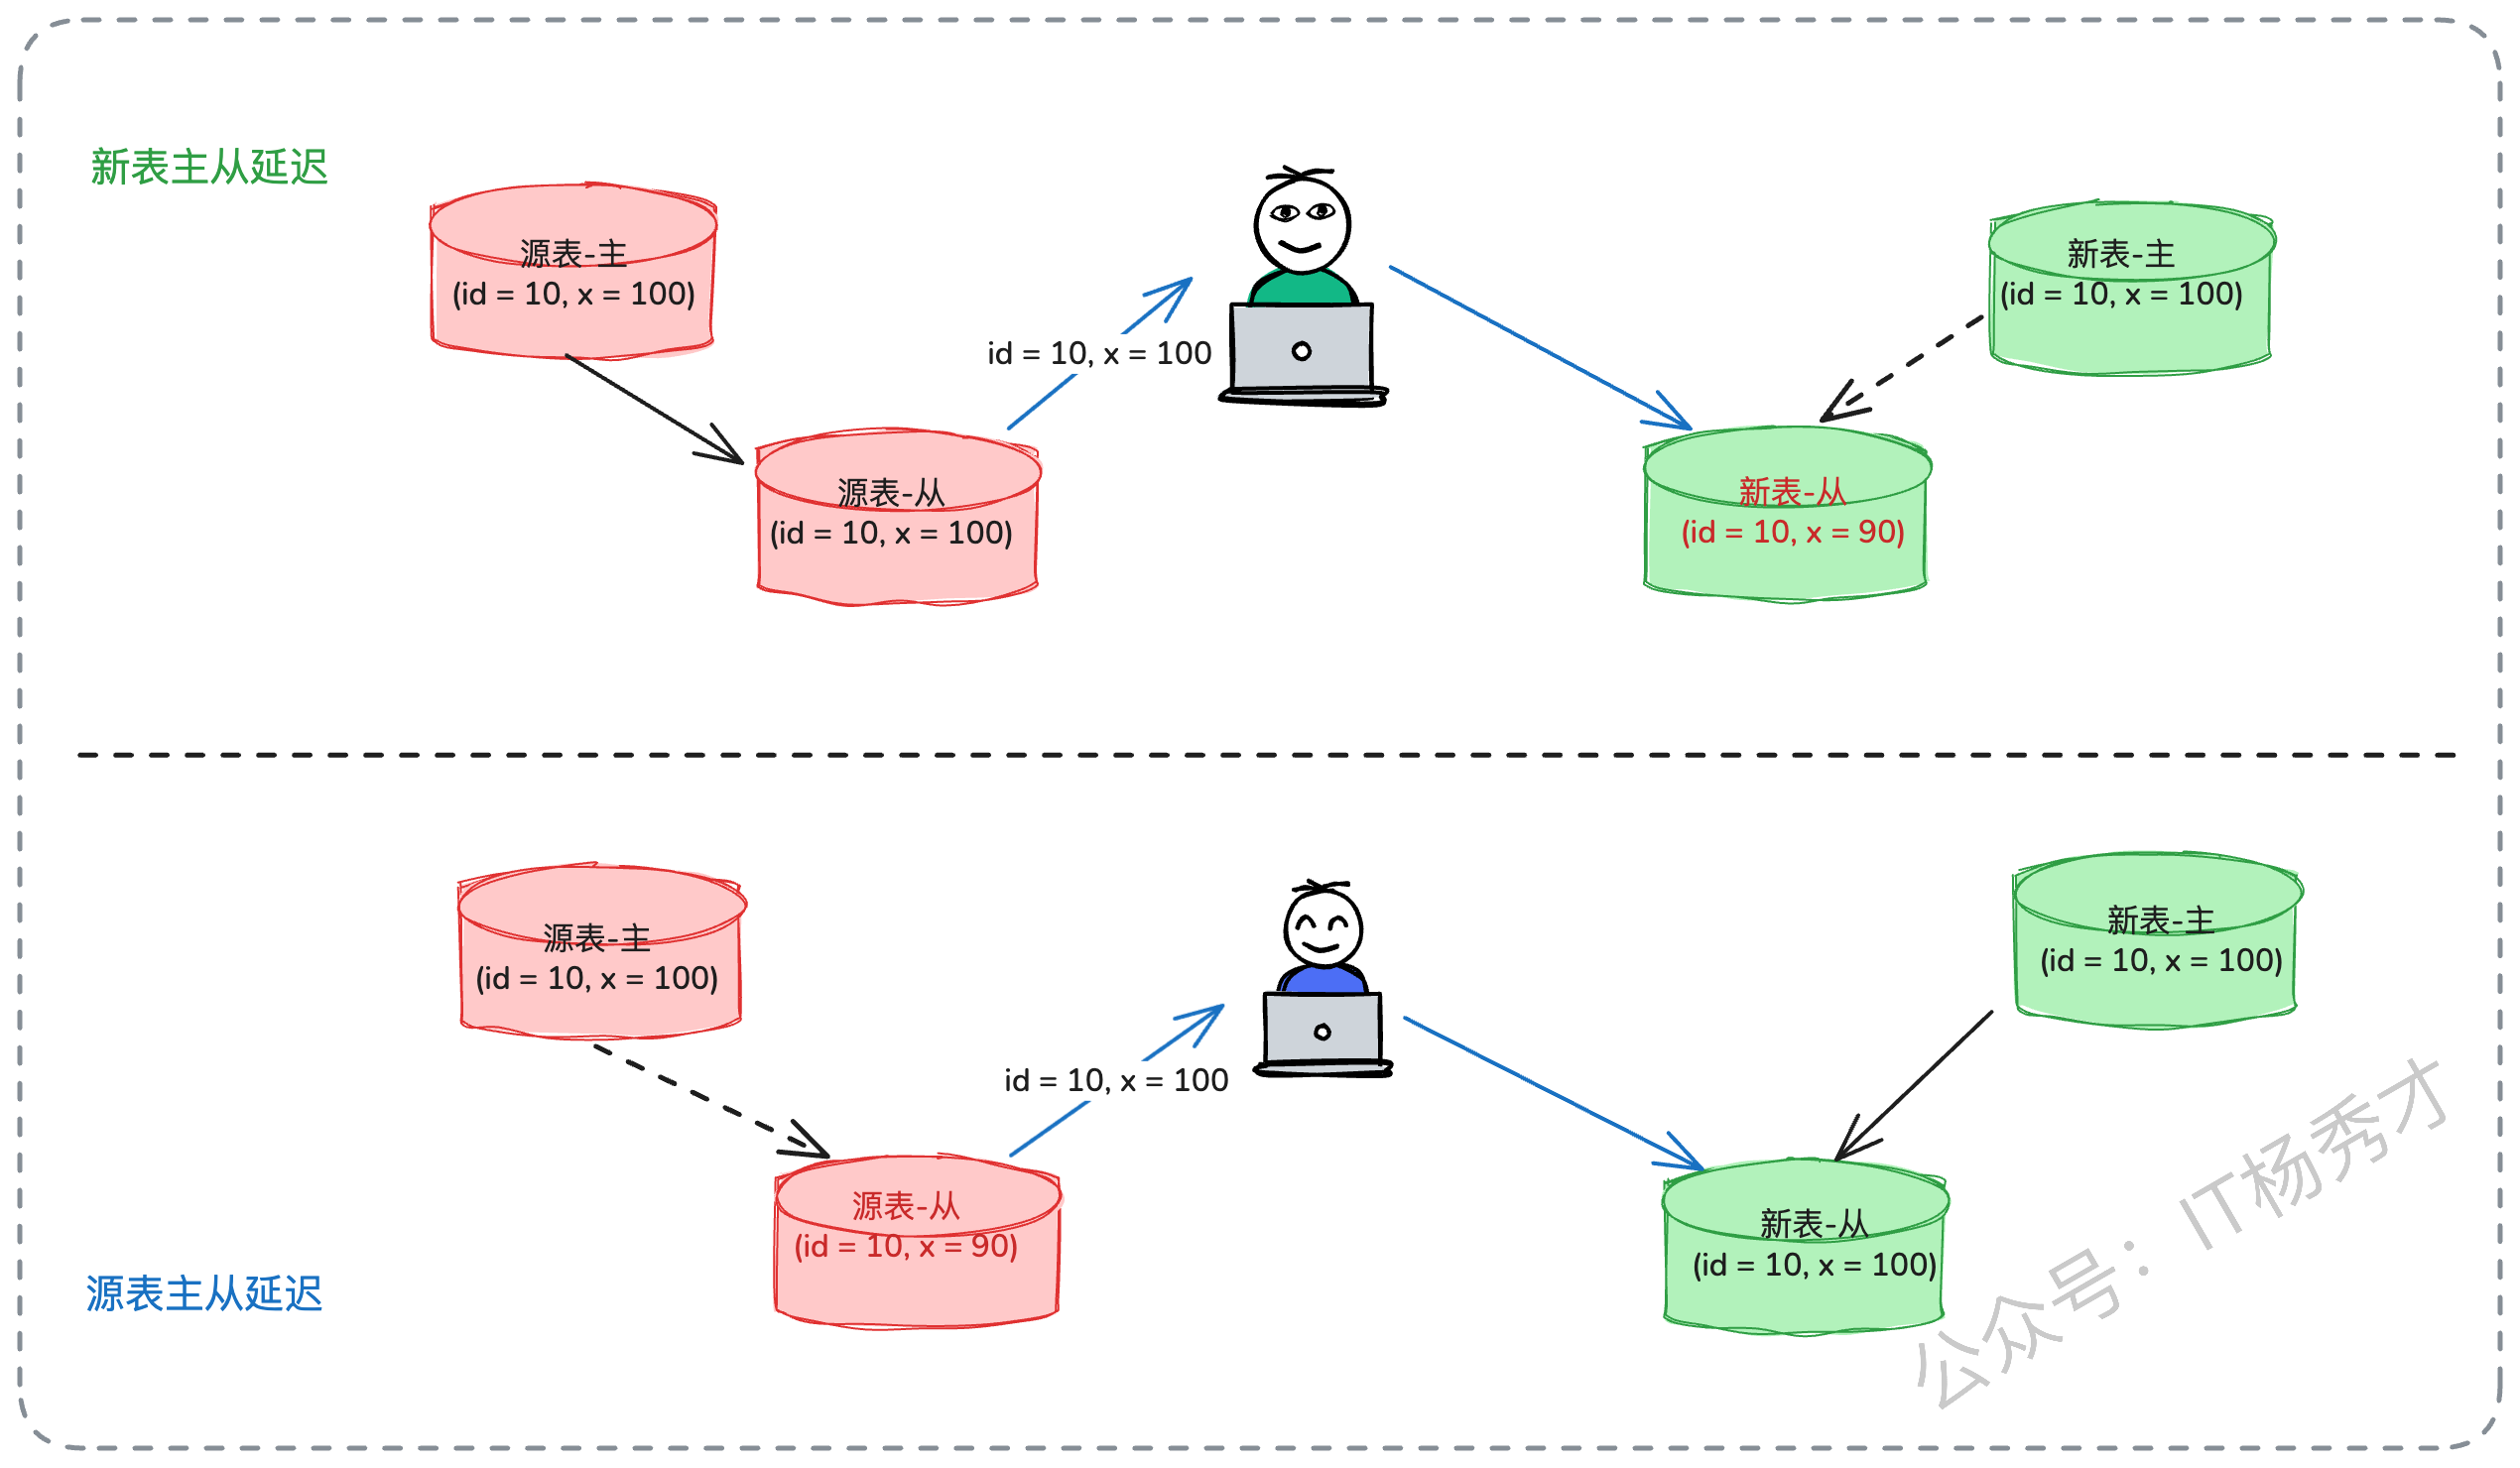 新表主从延迟
源表-主
(id = 10, x = 100)
新表-主
(id = 10, x = 100)
id = 10, x = 100
源表-从
(id = 10, x = 100)
新表-从
(id = 10, x = 90)
源表-主
(id = 10, x = 100)
新表-主
(id = 10, x = 100)
id = 10, x = 100
源表-从
(id = 10, x = 90)
新表-从
(id = 10, x = 100)
源表主从延迟
公众号：IT杨秀才